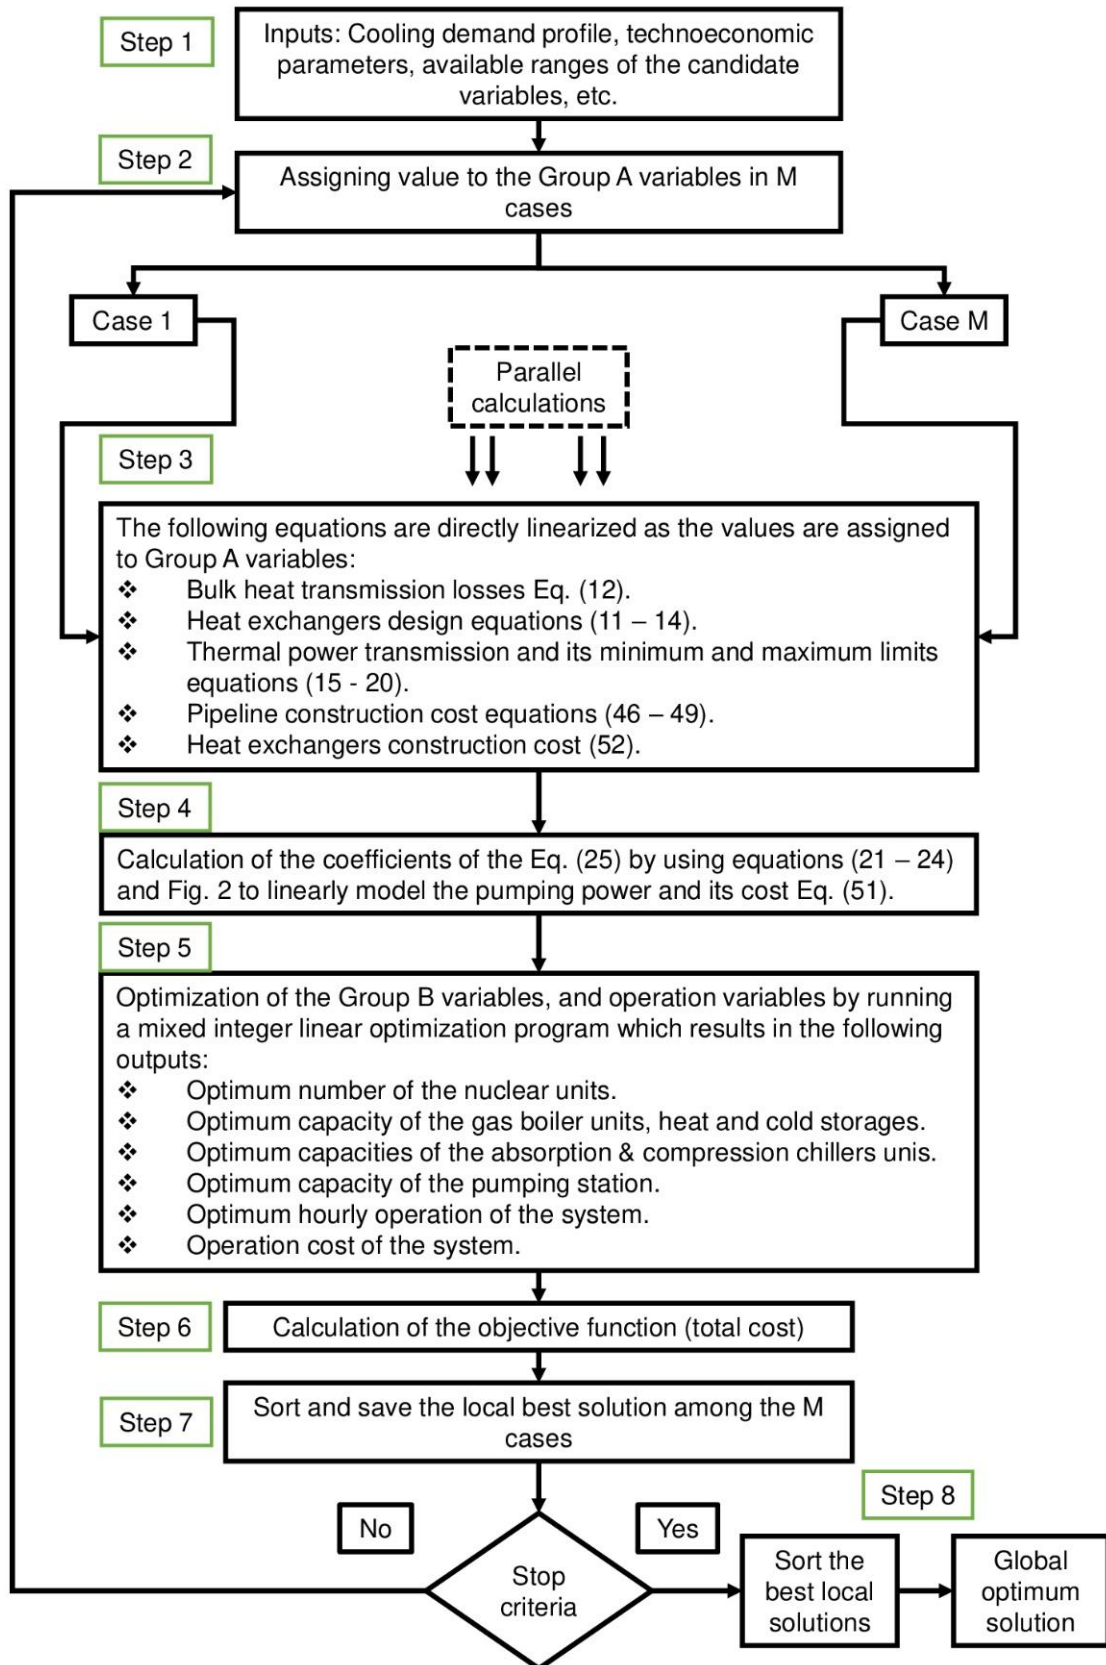 Step 1
Inputs: Cooling demand profile, technoeconomic
parameters, available ranges of the candidate
variables, etc.
Step 2
Assigning value to the Group A variables in M
cases
Case 1
Case M
Parallel
calculations
Step 3
The following equations are directly linearized as the values are assigned
to Group A variables:
❖ Bulk heat transmission losses Eq. (12).
❖ Heat exchangers design equations (11 – 14).
❖ Thermal power transmission and its minimum and maximum limits
equations (15 - 20).
❖ Pipeline construction cost equations (46 – 49).
❖ Heat exchangers construction cost (52).
Step 4
Calculation of the coefficients of the Eq. (25) by using equations (21 – 24)
and Fig. 2 to linearly model the pumping power and its cost Eq. (51).
Step 5
Optimization of the Group B variables, and operation variables by running
a mixed integer linear optimization program which results in the following
outputs:
❖ Optimum number of the nuclear units.
❖ Optimum capacity of the gas boiler units, heat and cold storages.
❖ Optimum capacities of the absorption & compression chillers unis.
❖ Optimum capacity of the pumping station.
❖ Optimum hourly operation of the system.
❖ Operation cost of the system.
Step 6
Calculation of the objective function (total cost)
Step 7
Sort and save the local best solution among the M
cases
Step 8
No
Yes
Stop
criteria
Sort the
best local
solutions
Global
optimum
solution